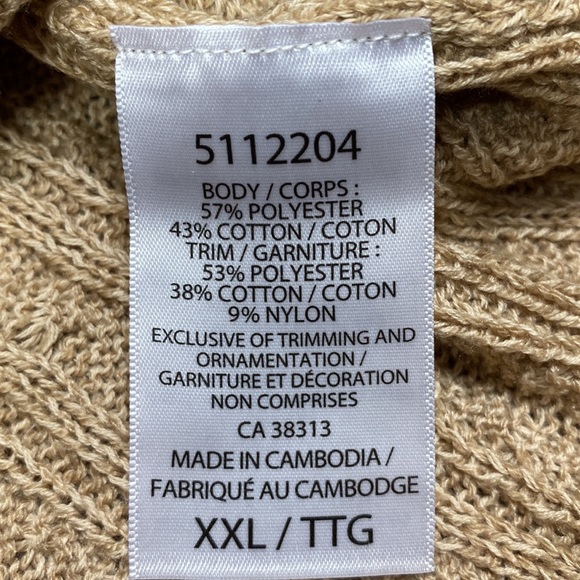 5112204
BODY / CORPS :
57% POLYESTER
43% COTTON / COTON
TRIM / GARNITURE :
53% POLYESTER
38% COTTON / COTON
9% NYLON
EXCLUSIVE OF TRIMMING AND
ORNAMENTATION /
GARNITURE ET DÉCORATION
NON COMPRISES
CA 38313
MADE IN CAMBODIA /
FABRIQUÉ AU CAMBODGE
XXL / TTG